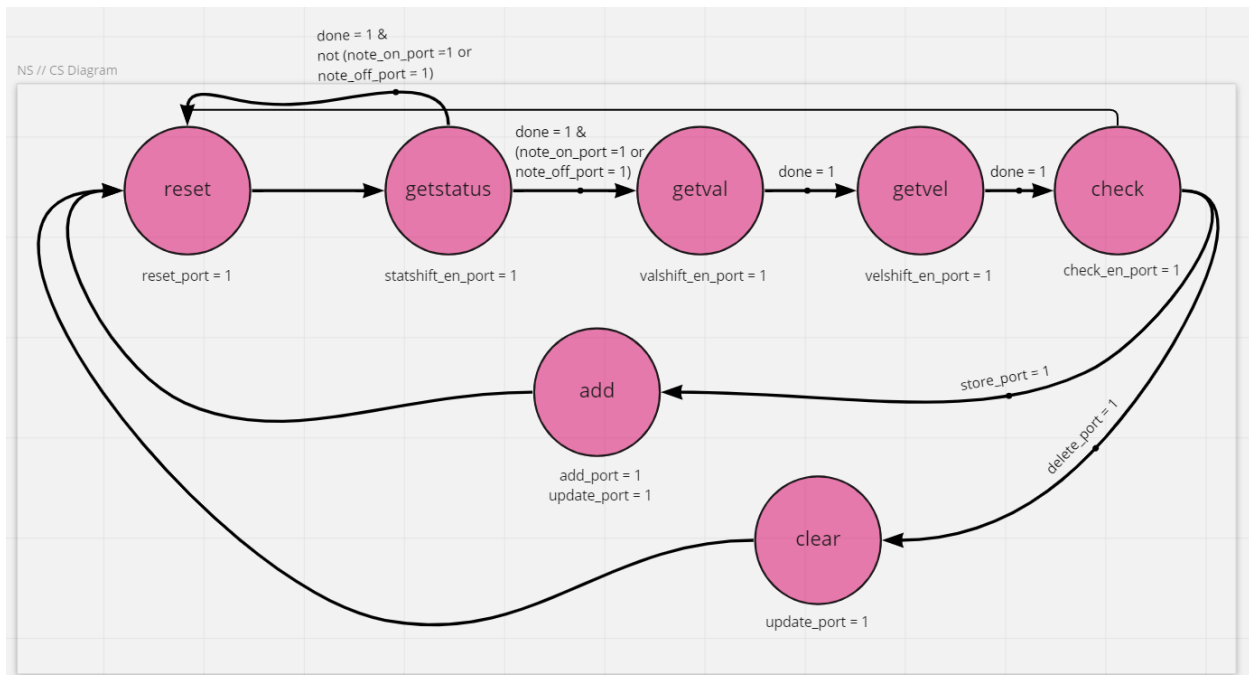 done = 1 &
not (note_on_port =1 or
note_off_port = 1)
NS // CS Diagram
done = 1 &
(note_on_port =1 or
note_off_port = 1)
done = 1
done = 1
reset
getstatus
getval
getvel
check
reset_port = 1
statshift_en_port = 1
valshift_en_port = 1
velshift_en_port = 1
check_en_port = 1
store_port = 1
add
delete_port = 1
add_port = 1
update_port = 1
clear
update_port = 1